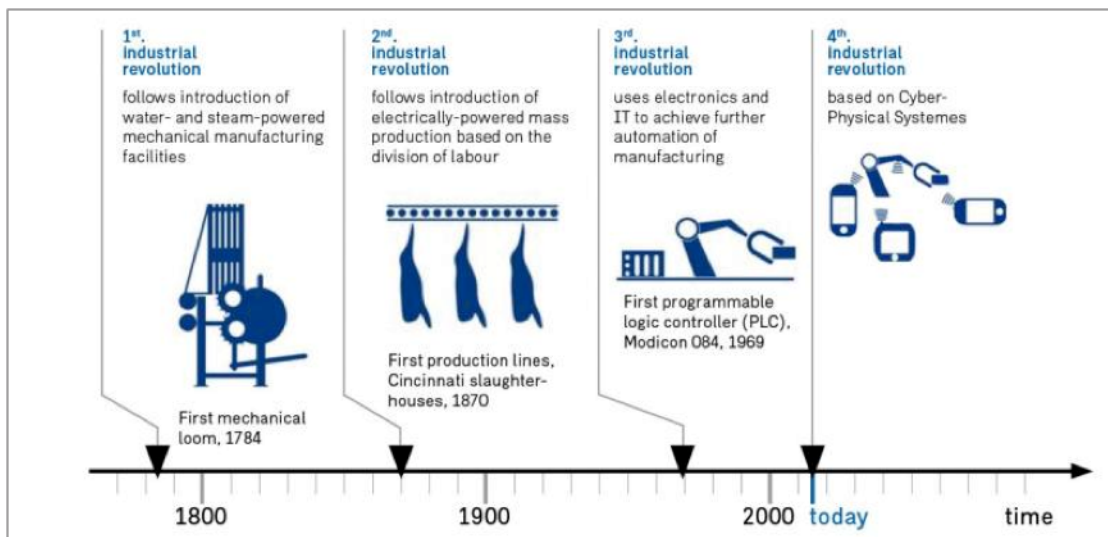 1st.
industrial
revolution
follows introduction of
water- and steam-powered
mechanical manufacturing
facilities
First mechanical
loom, 1784
2nd.
industrial
revolution
follows introduction of
electrically-powered mass
production based on the
division of labour
First production lines,
Cincinnati slaughter-
houses, 1870
3rd.
industrial
revolution
uses electronics and
IT to achieve further
automation of
manufacturing
First programmable
logic controller (PLC),
Modicon 084, 1969
4th.
industrial
revolution
based on Cyber-
Physical Systemes
1800 1900 2000 today time